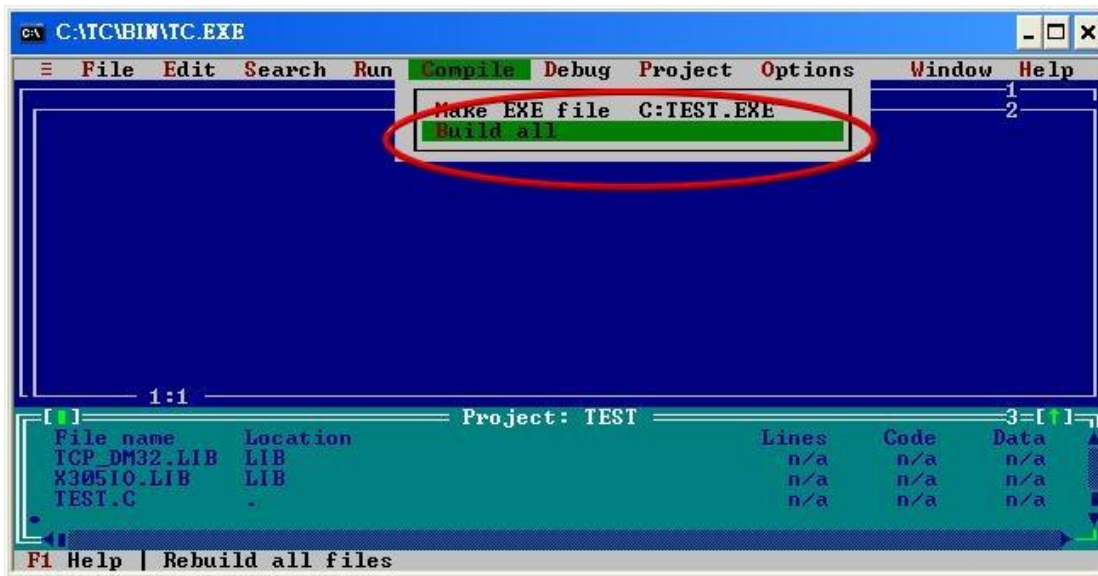 C:\TC\BIN\TC.EXE
≡ File Edit Search Run Compile Debug Project Options Window Help
1
Make EXE file C:TEST.EXE
2
Build all
1:1
Project: TEST 3=[↑]
File name Location Lines Code Data
TCP_DM32.LIB LIB n/a n/a n/a
X305IO.LIB LIB n/a n/a n/a
TEST.C . n/a n/a n/a
F1 Help | Rebuild all files